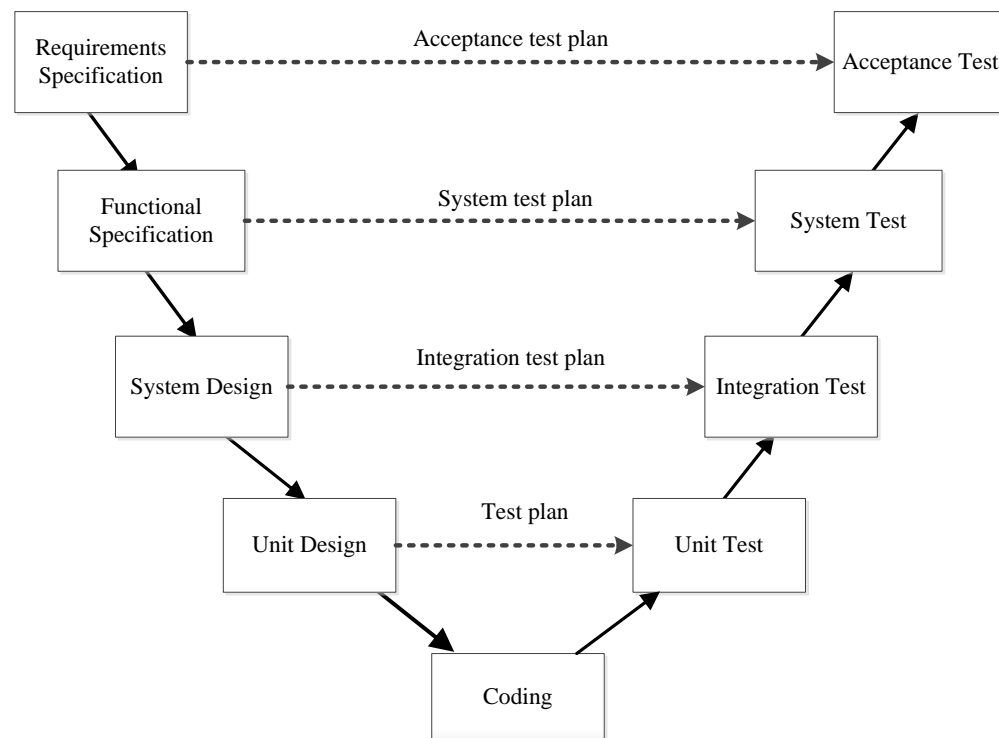 Requirements
Specification
Acceptance test plan
Acceptance Test
Functional
Specification
System test plan
System Test
System Design
Integration test plan
Integration Test
Unit Design
Test plan
Unit Test
Coding